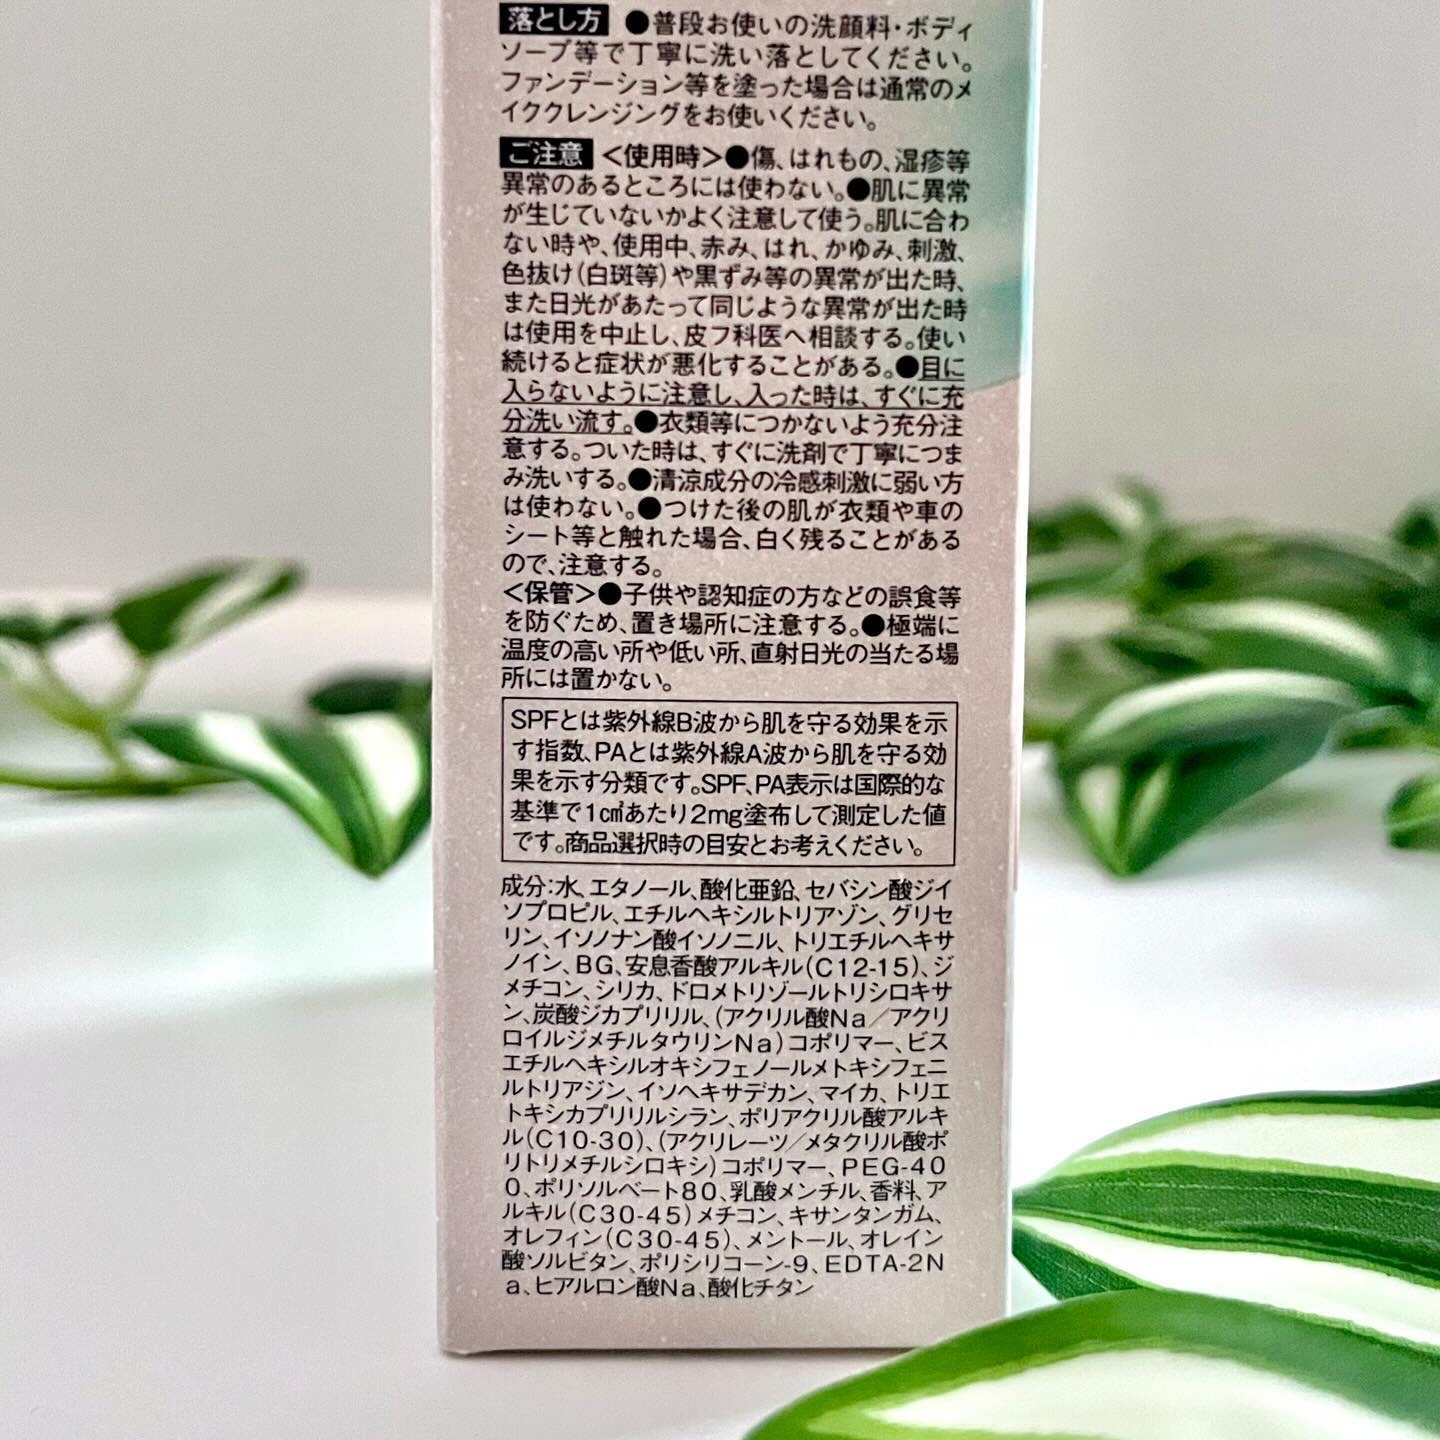 落とし方 ●普段お使いの洗顔料・ボディ
ソープ等で丁寧に洗い落としてください。
ファンデーション等を塗った場合は通常のメ
イククレンジングをお使いください。
ご注意 ＜使用時＞●傷、はれもの、湿疹等
異常のあるところには使わない。●肌に異常
が生じていないかよく注意して使う。肌に合わ
ない時や、使用中、赤み、はれ、かゆみ、刺激、
色抜け(白斑等)や黒ずみ等の異常が出た時、
また日光があたって同じような異常が出た時
は使用を中止し、皮フ科医へ相談する。使い
続けると症状が悪化することがある。●目に
入らないように注意し、入った時は、すぐに充
分洗い流す。●衣類等につかないよう充分注
意する。ついた時は、すぐに洗剤で丁寧につま
み洗いする。●清涼成分の冷感刺激に弱い方
は使わない。●つけた後の肌が衣類や車の
シート等と触れた場合、白く残ることがある
ので、注意する。
＜保管＞●子供や認知症の方などの誤食等
を防ぐため、置き場所に注意する。●極端に
温度の高い所や低い所、直射日光の当たる場
所には置かない。
SPFとは紫外線B波から肌を守る効果を示
す指数、PAとは紫外線A波から肌を守る効
果を示す分類です。SPF、PA表示は国際的な
基準で1㎠あたり2mg塗布して測定した値
です。商品選択時の目安とお考えください。
成分:水、エタノール、酸化亜鉛、セバシン酸ジイ
ソプロピル、エチルヘキシルトリアゾン、グリセ
リン、イソノナン酸イソノニル、トリエチルヘキサ
ノイン、BG、安息香酸アルキル(C12-15)、ジ
メチコン、シリカ、ドロメトリゾールトリシロキサ
ン、炭酸ジカプリリル、(アクリル酸Na／アクリ
ロイルジメチルタウリンNa)コポリマー、ビス
エチルヘキシルオキシフェノールメトキシフェニ
ルトリアジン、イソヘキサデカン、マイカ、トリエ
トキシカプリリルシラン、ポリアクリル酸アルキ
ル(C10-30)、(アクリレーツ／メタクリル酸ポ
リトリメチルシロキシ)コポリマー、PEG-40
0、ポリソルベート80、乳酸メンチル、香料、ア
ルキル(C30-45)メチコン、キサンタンガム、
オレフィン(C30-45)、メントール、オレイン
酸ソルビタン、ポリシリコーン-9、EDTA-2N
a、ヒアルロン酸Na、酸化チタン